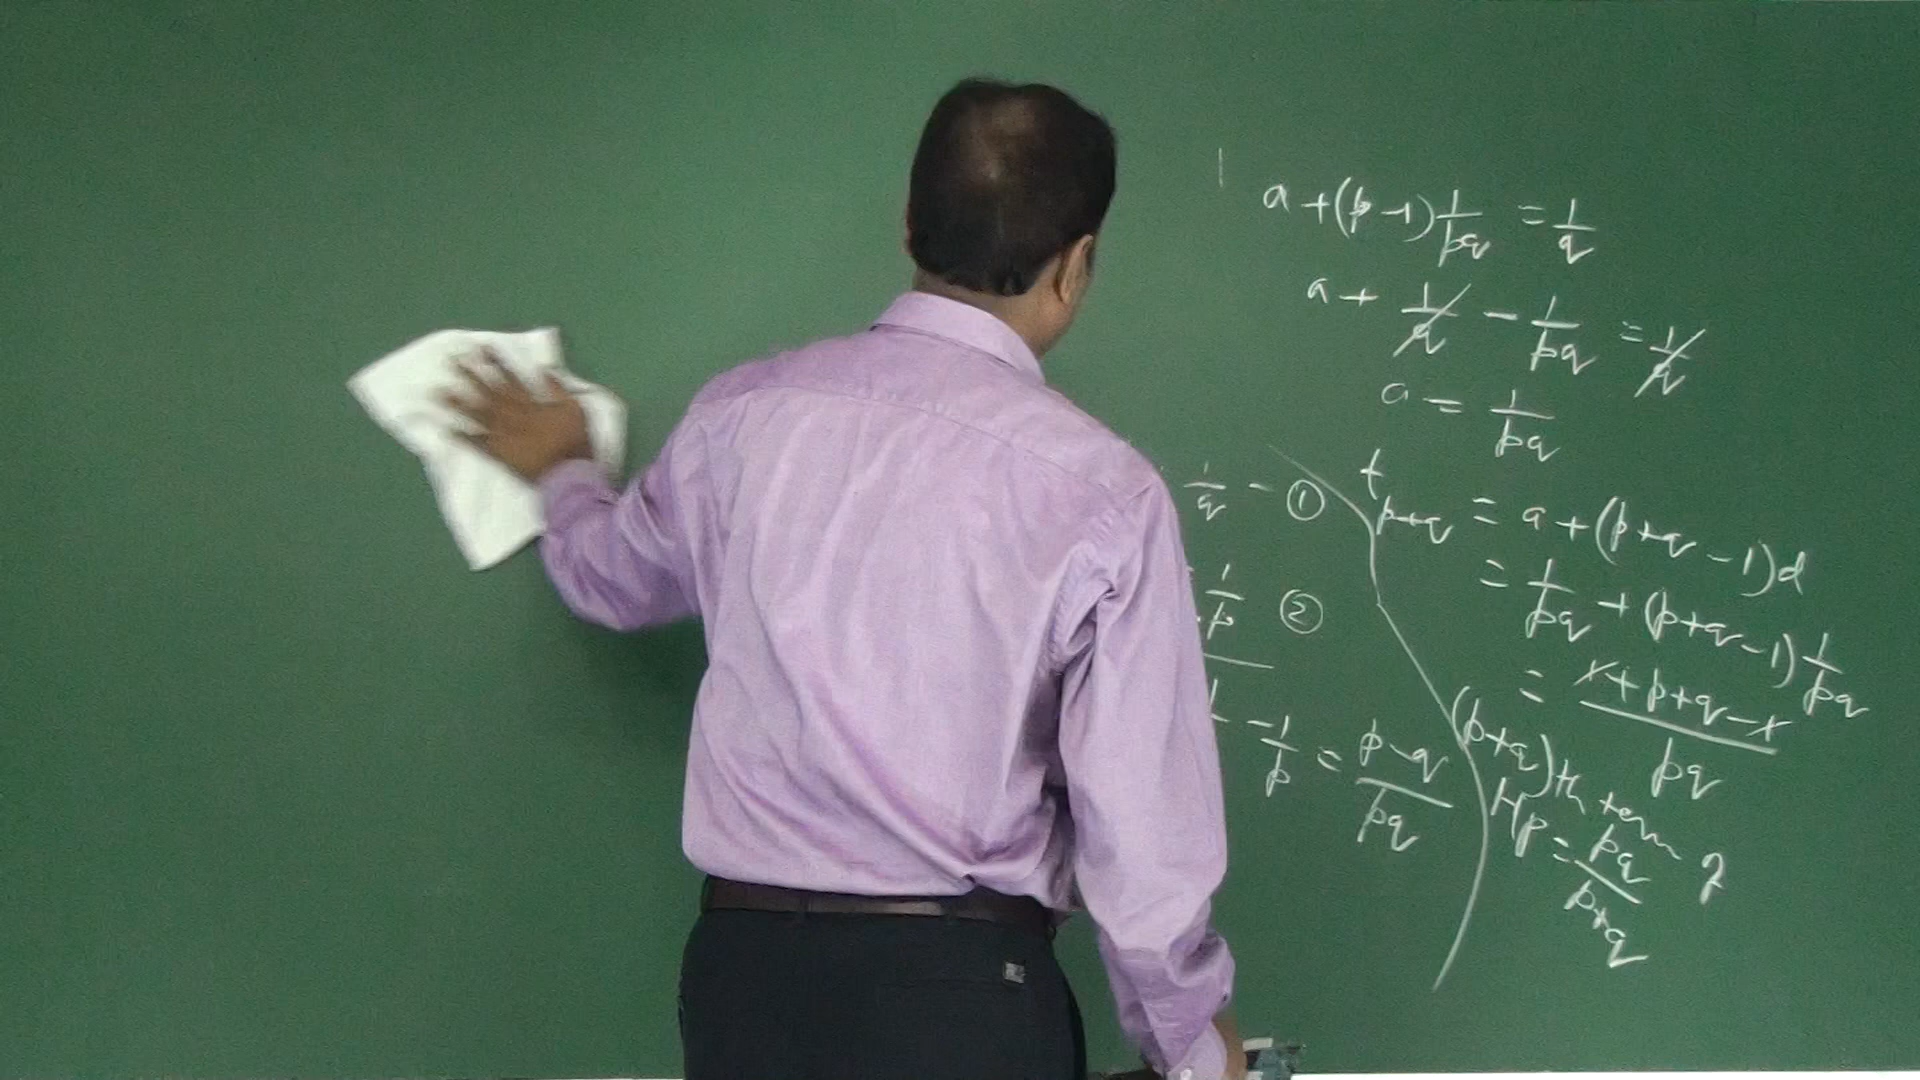 a + (p - 1) 1/pq = 1/q
a + 1/q - 1/pq = 1/q
a = 1/pq
1/q - ①
1/p ②
- 1/p = p - q / pq
t p+q = a + (p + q - 1)d
= 1/pq + (p + q - 1) 1/pq
= 1 + p + q - 1 / pq
(p+q)th term
HP = pq / p+q